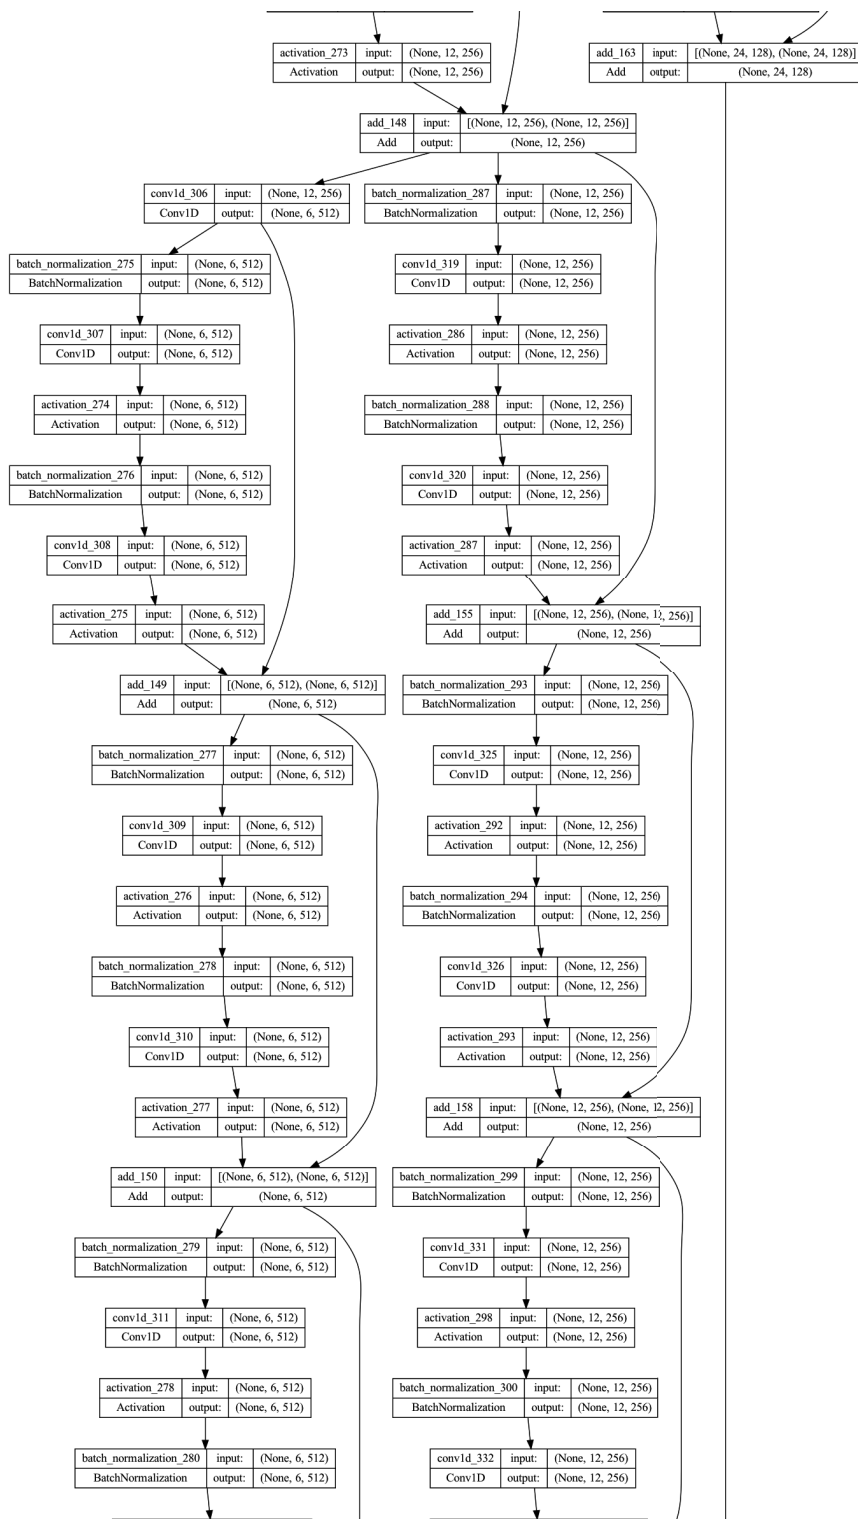 activation_273 input: (None, 12, 256)
Activation output: (None, 12, 256)
add_163 input: [(None, 24, 128), (None, 24, 128)]
Add output: (None, 24, 128)
add_148 input: [(None, 12, 256), (None, 12, 256)]
Add output: (None, 12, 256)
conv1d_306 input: (None, 12, 256)
Conv1D output: (None, 6, 512)
batch_normalization_287 input: (None, 12, 256)
BatchNormalization output: (None, 12, 256)
batch_normalization_275 input: (None, 6, 512)
BatchNormalization output: (None, 6, 512)
conv1d_319 input: (None, 12, 256)
Conv1D output: (None, 12, 256)
conv1d_307 input: (None, 6, 512)
Conv1D output: (None, 6, 512)
activation_286 input: (None, 12, 256)
Activation output: (None, 12, 256)
activation_274 input: (None, 6, 512)
Activation output: (None, 6, 512)
batch_normalization_288 input: (None, 12, 256)
BatchNormalization output: (None, 12, 256)
batch_normalization_276 input: (None, 6, 512)
BatchNormalization output: (None, 6, 512)
conv1d_320 input: (None, 12, 256)
Conv1D output: (None, 12, 256)
conv1d_308 input: (None, 6, 512)
Conv1D output: (None, 6, 512)
activation_287 input: (None, 12, 256)
Activation output: (None, 12, 256)
activation_275 input: (None, 6, 512)
Activation output: (None, 6, 512)
add_155 input: [(None, 12, 256), (None, 12, 256)]
Add output: (None, 12, 256)
add_149 input: [(None, 6, 512), (None, 6, 512)]
Add output: (None, 6, 512)
batch_normalization_293 input: (None, 12, 256)
BatchNormalization output: (None, 12, 256)
batch_normalization_277 input: (None, 6, 512)
BatchNormalization output: (None, 6, 512)
conv1d_325 input: (None, 12, 256)
Conv1D output: (None, 12, 256)
conv1d_309 input: (None, 6, 512)
Conv1D output: (None, 6, 512)
activation_292 input: (None, 12, 256)
Activation output: (None, 12, 256)
activation_276 input: (None, 6, 512)
Activation output: (None, 6, 512)
batch_normalization_294 input: (None, 12, 256)
BatchNormalization output: (None, 12, 256)
batch_normalization_278 input: (None, 6, 512)
BatchNormalization output: (None, 6, 512)
conv1d_326 input: (None, 12, 256)
Conv1D output: (None, 12, 256)
conv1d_310 input: (None, 6, 512)
Conv1D output: (None, 6, 512)
activation_293 input: (None, 12, 256)
Activation output: (None, 12, 256)
activation_277 input: (None, 6, 512)
Activation output: (None, 6, 512)
add_158 input: [(None, 12, 256), (None, 12, 256)]
Add output: (None, 12, 256)
add_150 input: [(None, 6, 512), (None, 6, 512)]
Add output: (None, 6, 512)
batch_normalization_299 input: (None, 12, 256)
BatchNormalization output: (None, 12, 256)
batch_normalization_279 input: (None, 6, 512)
BatchNormalization output: (None, 6, 512)
conv1d_331 input: (None, 12, 256)
Conv1D output: (None, 12, 256)
conv1d_311 input: (None, 6, 512)
Conv1D output: (None, 6, 512)
activation_298 input: (None, 12, 256)
Activation output: (None, 12, 256)
activation_278 input: (None, 6, 512)
Activation output: (None, 6, 512)
batch_normalization_300 input: (None, 12, 256)
BatchNormalization output: (None, 12, 256)
batch_normalization_280 input: (None, 6, 512)
BatchNormalization output: (None, 6, 512)
conv1d_332 input: (None, 12, 256)
Conv1D output: (None, 12, 256)